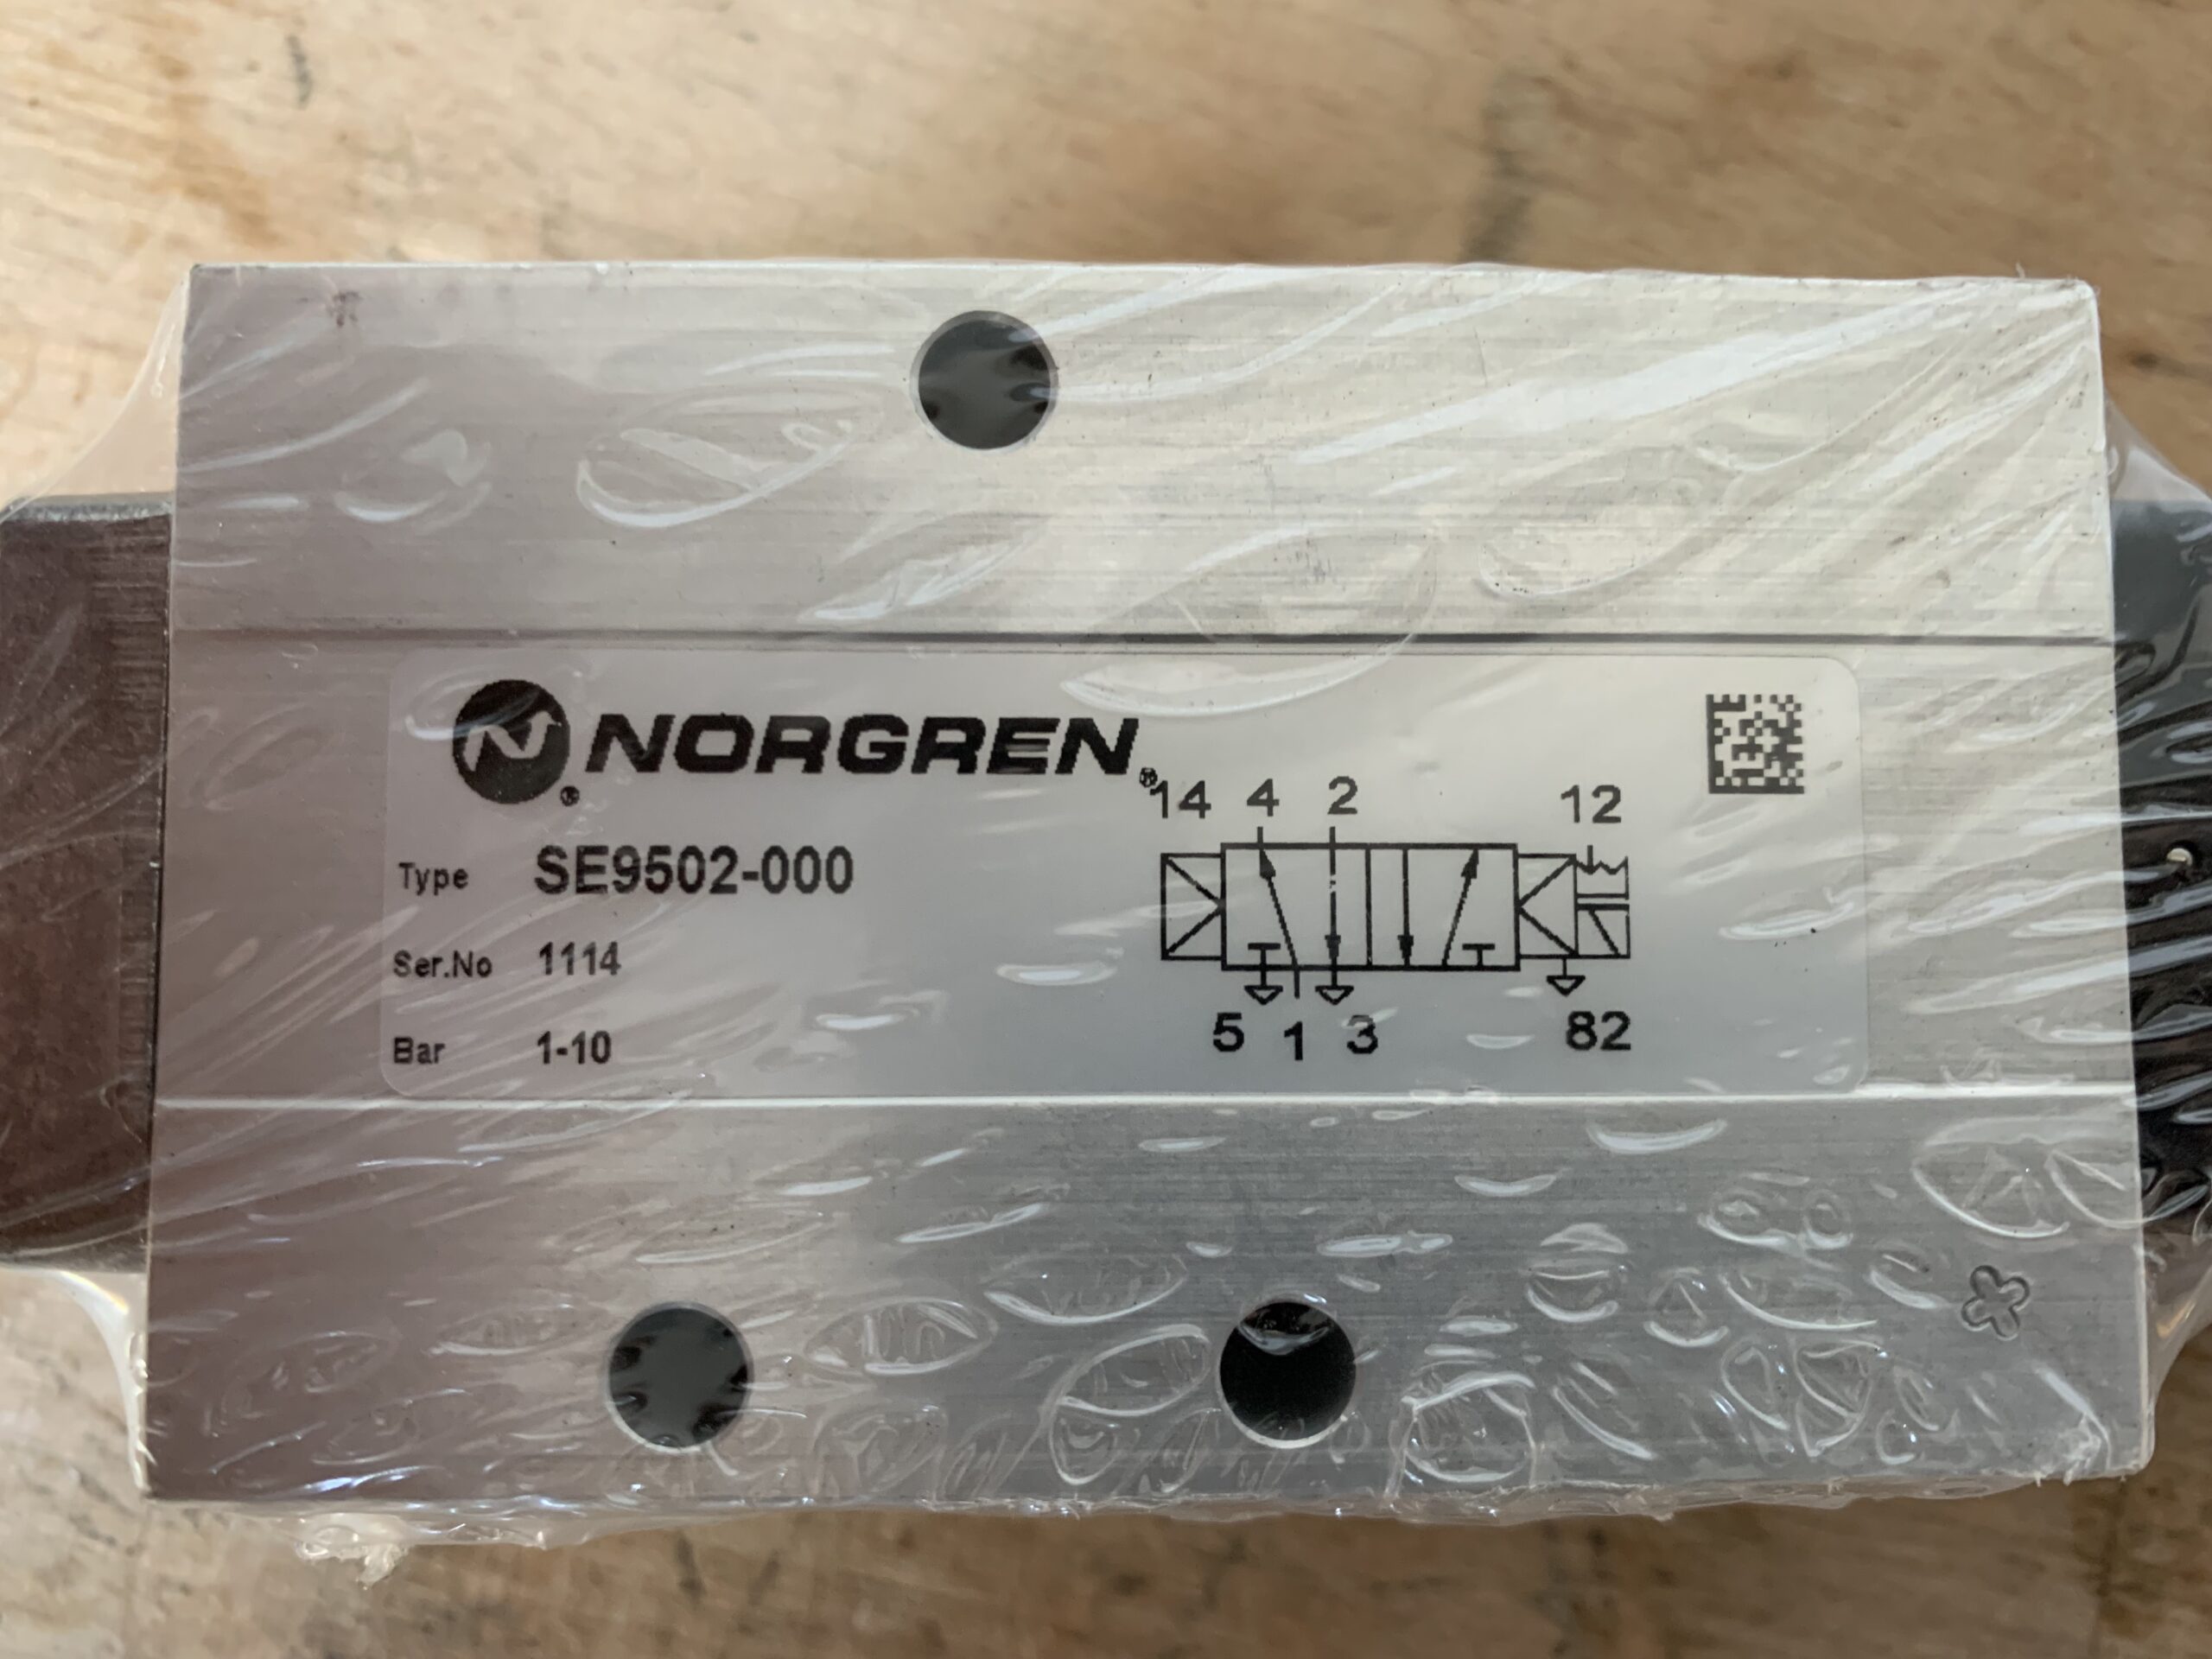 NORGREN®
14 4 2 12
Type SE9502-000
Ser.No 1114
Bar 1-10
5 1 3 82